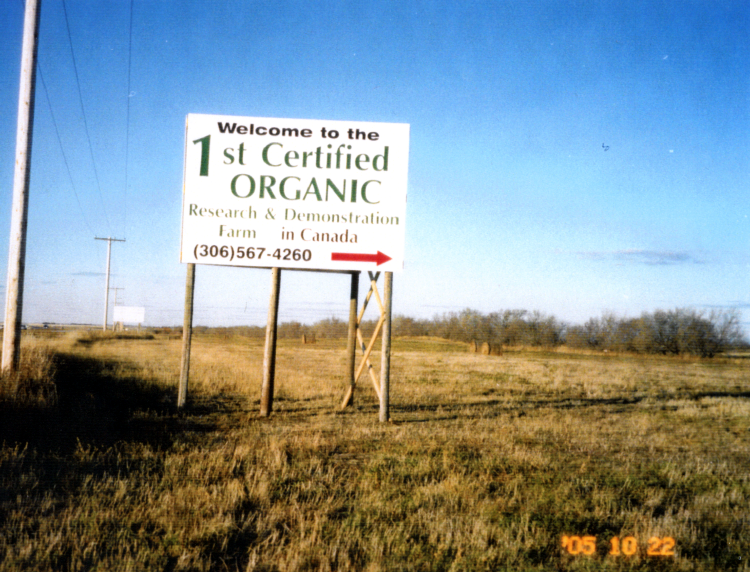 Welcome to the
1st Certified
ORGANIC
Research & Demonstration
Farm in Canada
(306)567-4260
'05 10 22